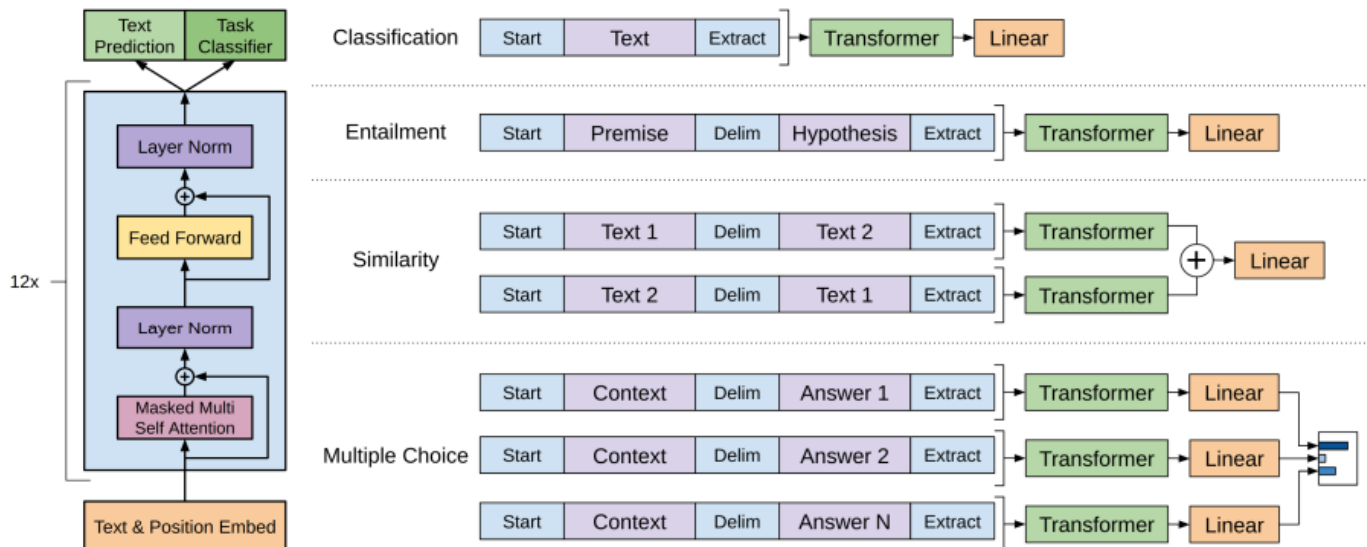 Text
Prediction
Task
Classifier
12x
Layer Norm
Feed Forward
Layer Norm
Masked Multi
Self Attention
Text & Position Embed
Classification
Start Text Extract Transformer Linear
Entailment
Start Premise Delim Hypothesis Extract Transformer Linear
Similarity
Start Text 1 Delim Text 2 Extract Transformer
Start Text 2 Delim Text 1 Extract Transformer
Linear
Multiple Choice
Start Context Delim Answer 1 Extract Transformer Linear
Start Context Delim Answer 2 Extract Transformer Linear
Start Context Delim Answer N Extract Transformer Linear